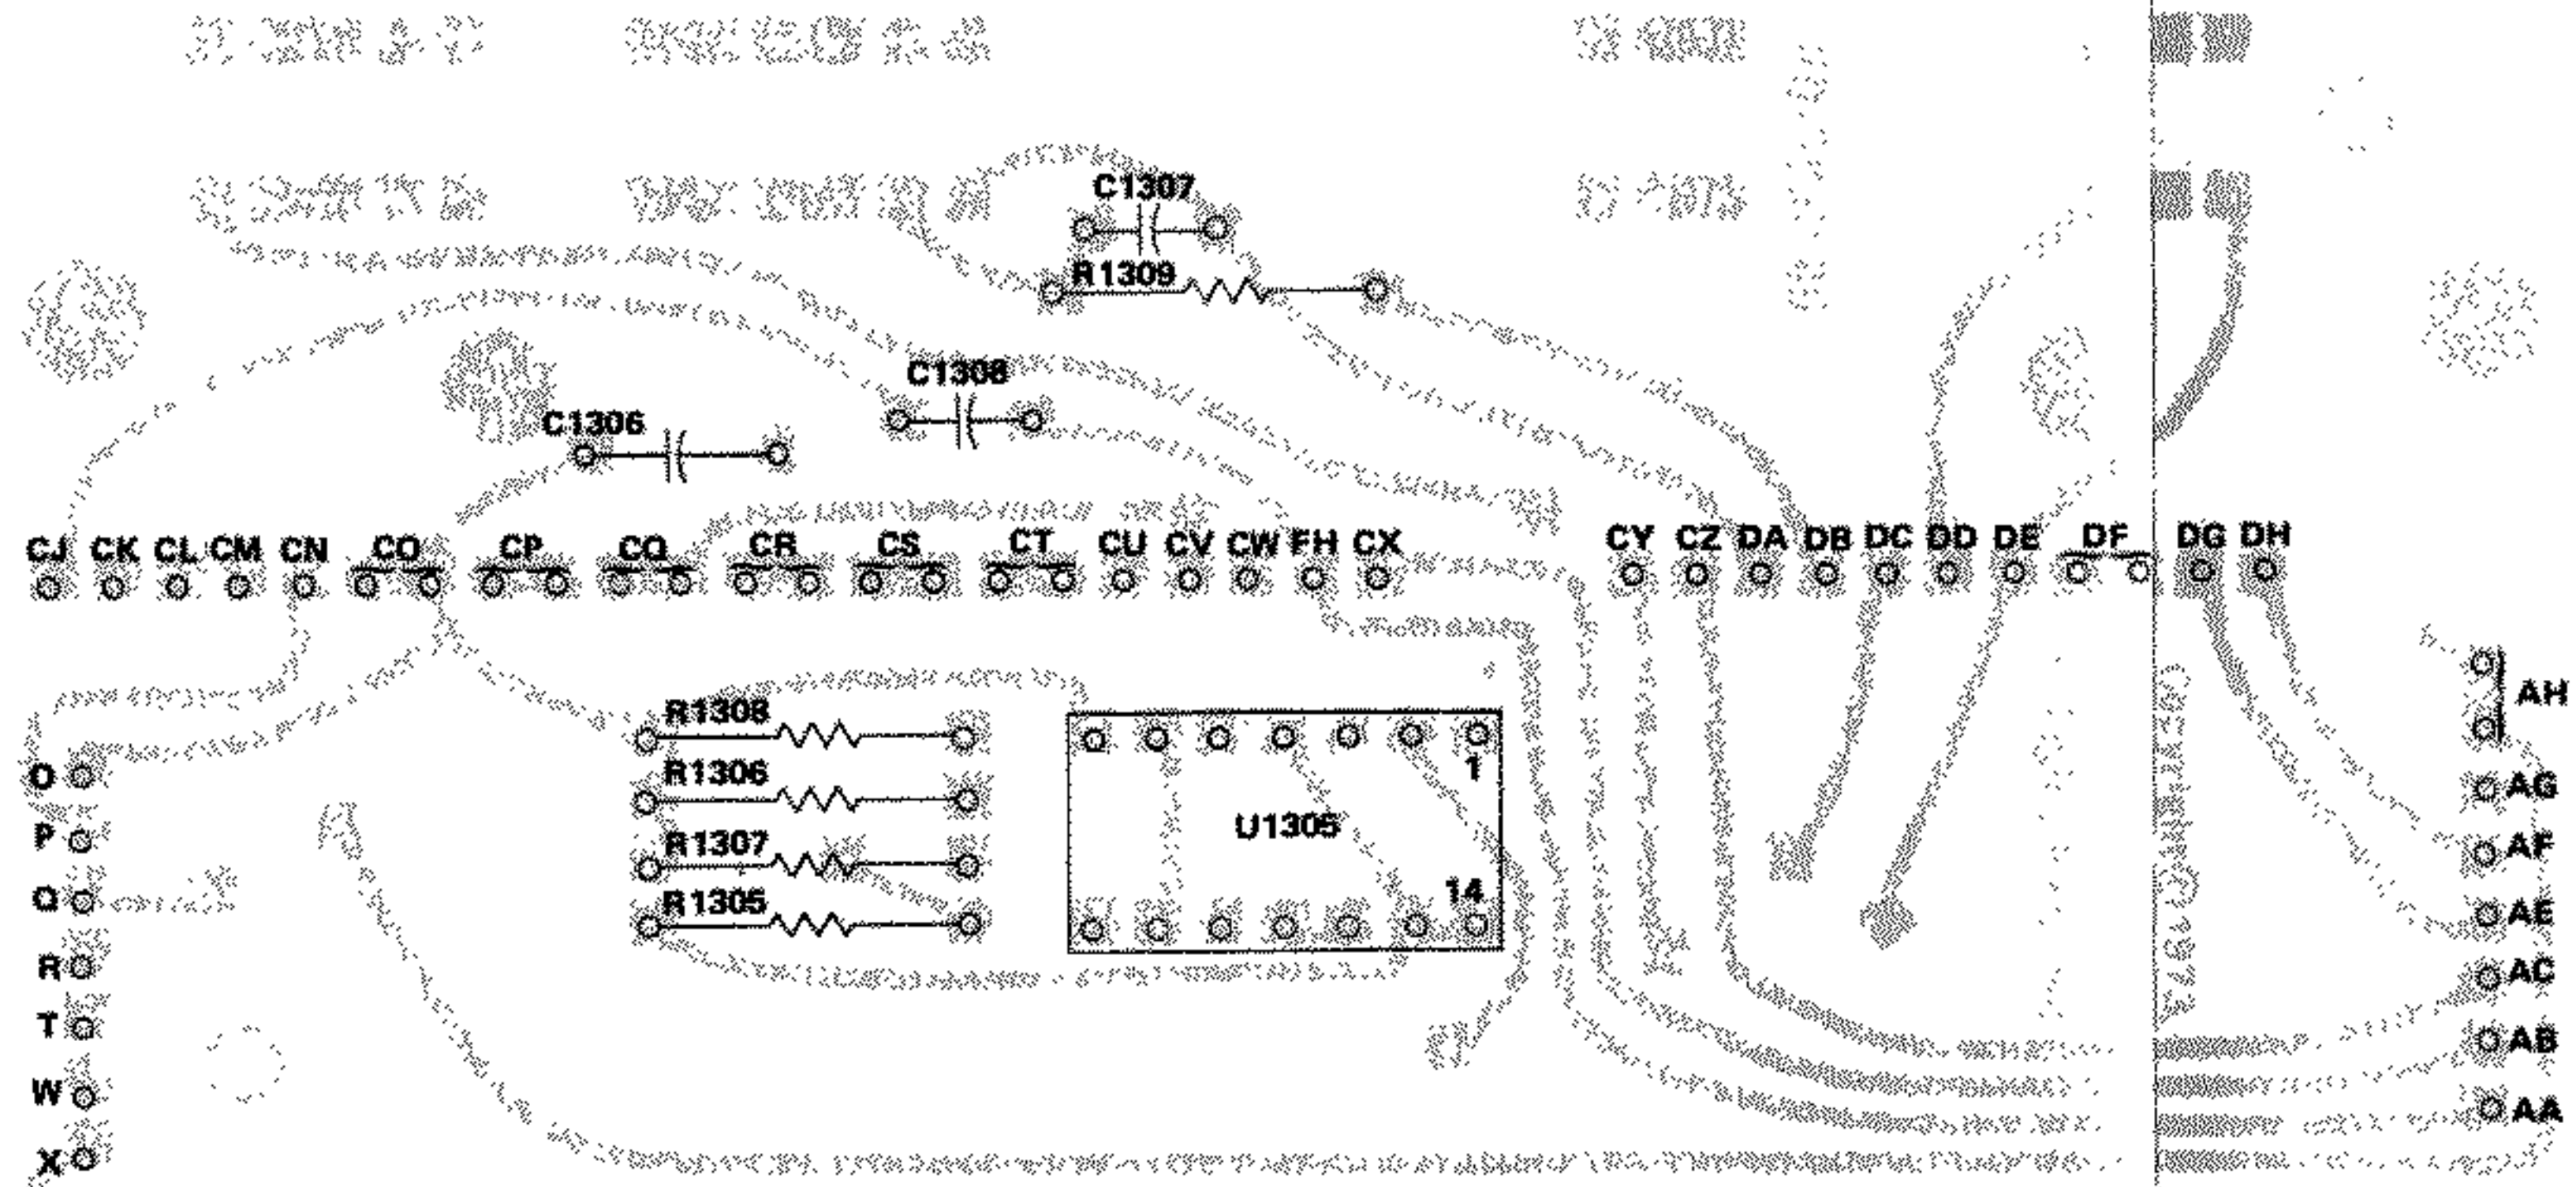 C1307
R1309
C1308
C1306
CJ CK CL CM CN CO CP CQ CR CS CT CU CV CW FH CX CY CZ DA DB DC DD DE DF DG DH
AH
R1308
R1306
R1307
R1305
1
U1305
14
O
P
Q
R
T
W
X
AG
AF
AE
AC
AB
AA